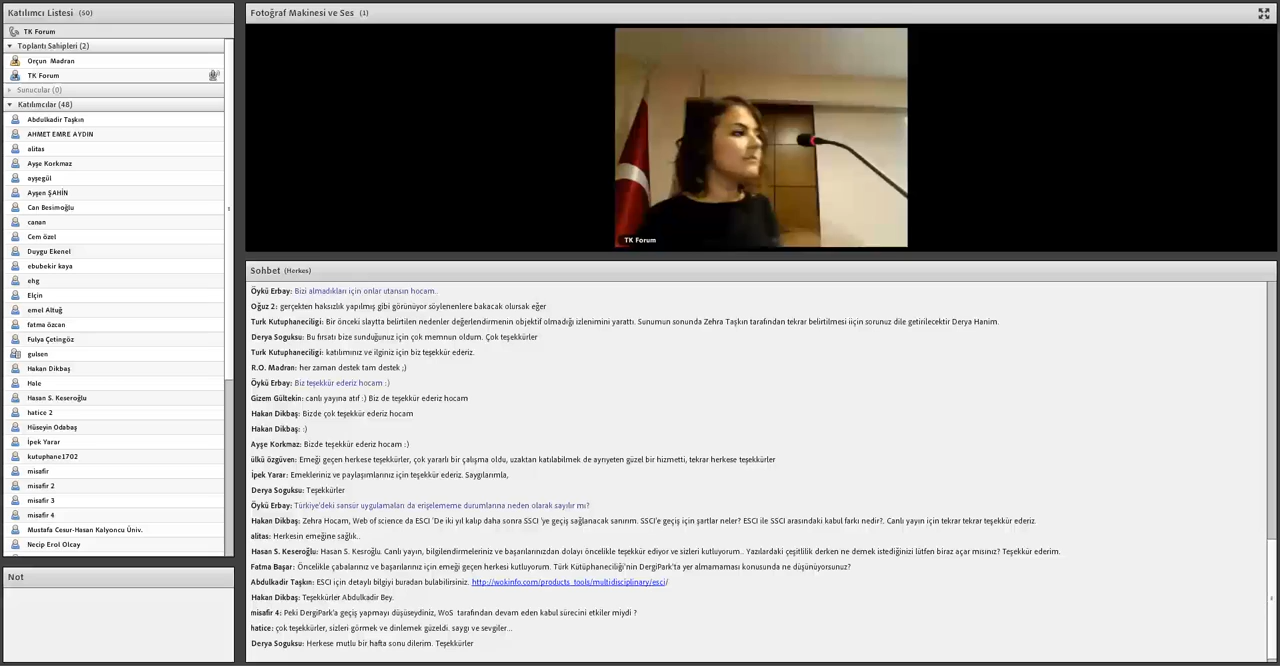 Katılımcı Listesi (50)
TK Forum
Toplantı Sahipleri (2)
Orçun Madran
TK Forum
Sunucular (0)
Katılımcılar (48)
Abdulkadir Taşkın
AHMET EMRE AYDIN
alitas
Ayşe Korkmaz
ayşegül
Ayşen ŞAHİN
Can Besimoğlu
canan
Cem özel
Duygu Ekenel
ebubekir kaya
ehg
Elçin
emel Altuğ
fatma özcan
Fulya Çetingöz
gulsen
Hakan Dikbaş
Hale
Hasan S. Keseroğlu
hatice 2
Hüseyin Odabaş
İpek Yarar
kutuphane1702
misafir
misafir 2
misafir 3
misafir 4
Mustafa Cesur-Hasan Kalyoncu Üniv.
Necip Erol Olcay
Not
Fotoğraf Makinesi ve Ses (1)
TK Forum
Sohbet (Herkes)
Öykü Erbay: Bizi almadıkları için onlar utansın hocam..
Oğuz 2: gerçekten haksızlık yapılmış gibi görünüyor söylenenlere bakacak olursak eğer
Turk Kutuphaneciligi: Bir önceki slaytta belirtilen nedenler değerlendirmenin objektif olmadığı izlenimini yarattı. Sunumun sonunda Zehra Taşkın tarafından tekrar belirtilmesi iiçin sorunuz dile getirilecektir Derya Hanim.
Derya Soguksu: Bu fırsatı bize sunduğunuz için çok memnun oldum. Çok teşekkürler
Turk Kutuphaneciligi: katılımınız ve ilginiz için biz teşekkür ederiz.
R.O. Madran: her zaman destek tam destek ;)
Öykü Erbay: Biz teşekkür ederiz hocam :)
Gizem Gültekin: canlı yayına atıf :) Biz de teşekkür ederiz hocam
Hakan Dikbaş: Bizde çok teşekkür ederiz hocam
Hakan Dikbaş: :)
Ayşe Korkmaz: Bizde teşekkür ederiz hocam :)
ülkü özgüven: Emeği geçen herkese teşekkürler, çok yararlı bir çalışma oldu, uzaktan katılabilmek de ayrıyeten güzel bir hizmetti, tekrar herkese teşekkürler
İpek Yarar: Emekleriniz ve paylaşımlarınız için teşekkür ederiz. Saygılarımla,
Derya Soguksu: Teşekkürler
Öykü Erbay: Türkiye'deki sansür uygulamaları da erişelememe durumlarına neden olarak sayılır mı?
Hakan Dikbaş: Zehra Hocam, Web of science da ESCI 'De iki yıl kalıp daha sonra SSCI 'ye geçiş sağlanacak sanırım. SSCI'e geçiş için şartlar neler? ESCI ile SSCI arasındaki kabul farkı nedir?. Canlı yayın için tekrar teşekkür ederiz.
alitas: Herkesin emeğine sağlık..
Hasan S. Keseroğlu: Hasan S. Kesroğlu. Canlı yayın, bilgilendirmeleriniz ve başarılarınızdan dolayı öncelikle teşekkür ediyor ve sizleri kutluyorum.. Yazılardaki çeşitlilik derken ne demek istediğinizi lütfen biraz açar mısınız? Teşekkür ederim.
Fatma Başar: Öncelikle çabalarınız ve başarılarınız için emeği geçen herkesi kutluyorum. Türk Kütüphaneciliği'nin DergiPark'ta yer almamaması konusunda ne düşünüyorsunuz?
Abdulkadir Taşkın: ESCI için detaylı bilgiyi buradan bulabilirsiniz. http://wokinfo.com/products_tools/multidisciplinary/esci/
Hakan Dikbaş: Teşekkürler Abdulkadir Bey.
misafir 4: Peki DergiPark'a geçiş yapmayı düşüseydiniz, WoS tarafından devam eden kabul sürecini etkiler miydi ?
hatice: çok teşekkürler, sizleri görmek ve dinlemek güzeldi. saygı ve sevgiler...
Derya Soguksu: Herkese mutlu bir hafta sonu dilerim. Teşekkürler